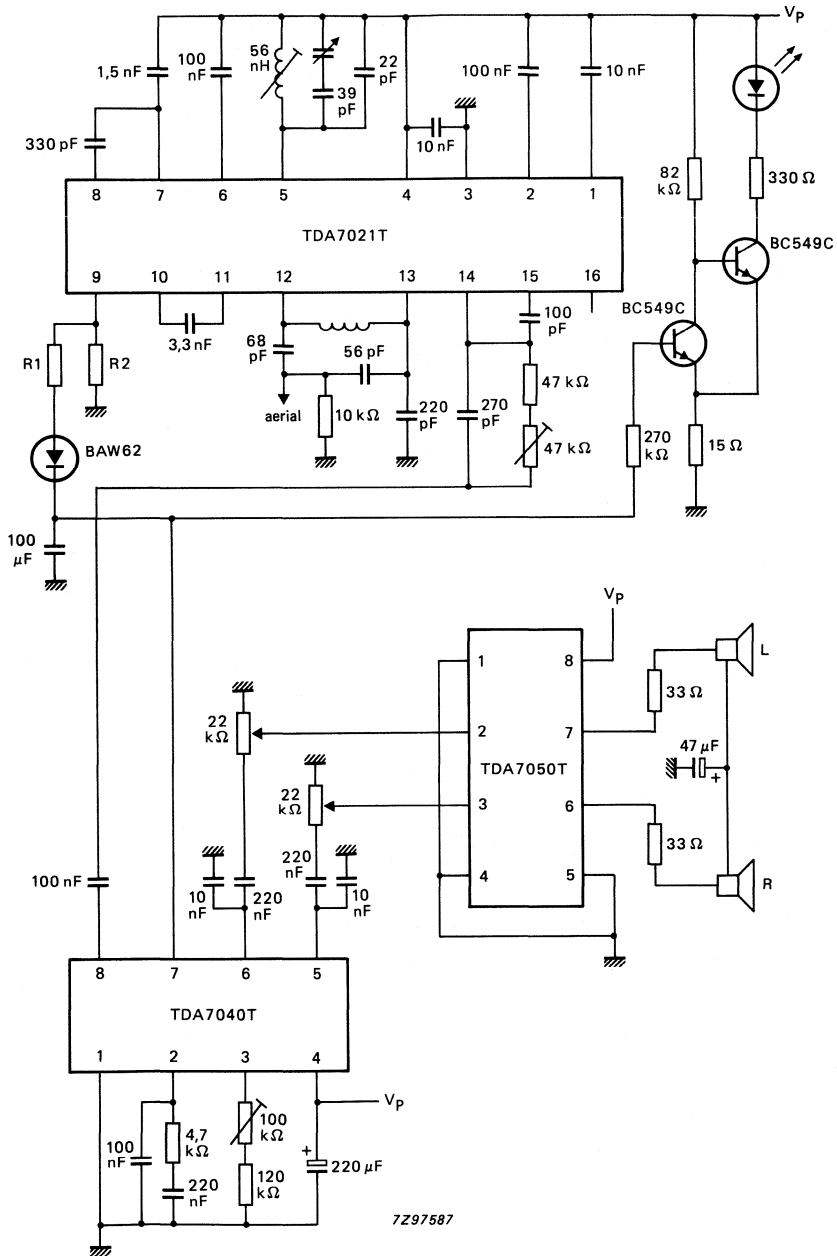 VP
1,5 nF
100
nF
56
nH
39
pF
22
pF
100 nF
10 nF
330 pF
10 nF
82
kΩ
330 Ω
8 7 6 5 4 3 2 1
TDA7021T
BC549C
9 10 11 12 13 14 15 16
BC549C
R1
R2
3,3 nF
68
pF
56 pF
100
pF
aerial
10 kΩ
220
pF
270
pF
47 kΩ
47 kΩ
270
kΩ
15 Ω
BAW62
100
µF
VP
1 8
L
33 Ω
22
kΩ
2 7
47 µF
+
TDA7050T
22
kΩ
3 6
33 Ω
100 nF
10
nF
220
nF
220
nF
10
nF
4 5
R
8 7 6 5
TDA7040T
1 2 3 4
VP
100
nF
4,7
kΩ
220
nF
100
kΩ
120
kΩ
+
220 µF
7Z97587